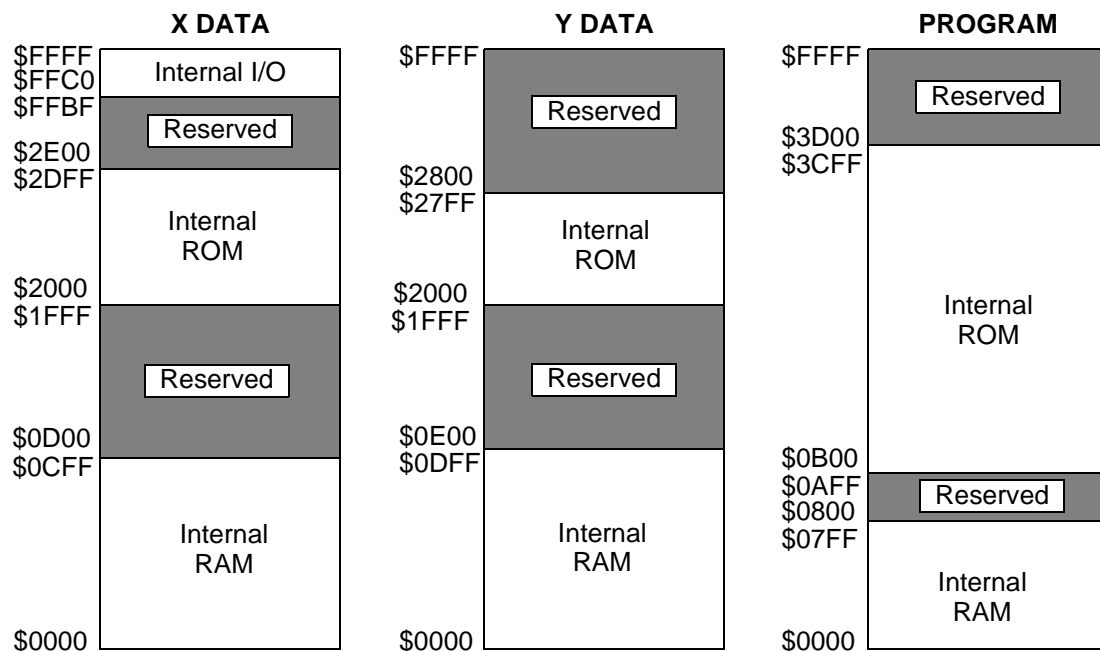 X DATA
$FFFF
$FFC0
Internal I/O
$FFBF
Reserved
$2E00
$2DFF
Internal
ROM
$2000
$1FFF
Reserved
$0D00
$0CFF
Internal
RAM
$0000
Y DATA
$FFFF
Reserved
$2800
$27FF
Internal
ROM
$2000
$1FFF
Reserved
$0E00
$0DFF
Internal
RAM
$0000
PROGRAM
$FFFF
Reserved
$3D00
$3CFF
Internal
ROM
$0B00
$0AFF
Reserved
$0800
$07FF
Internal
RAM
$0000